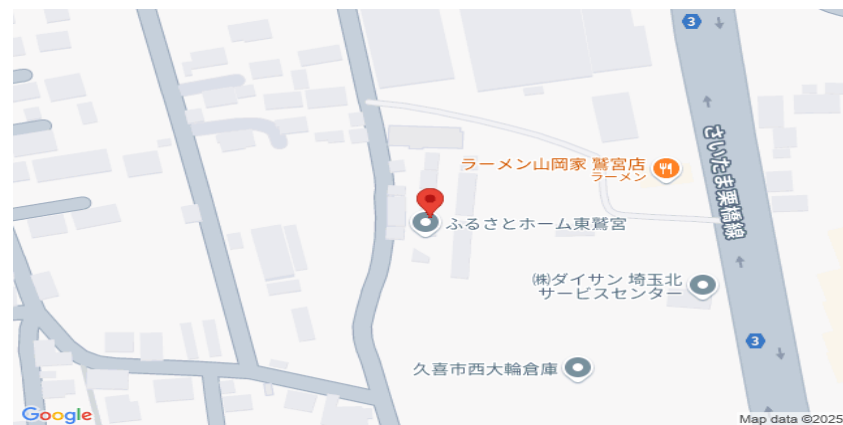 3
さいたま栗橋線
ラーメン山岡家 鷲宮店
ラーメン
ふるさとホーム東鷲宮
㈱ダイサン 埼玉北
サービスセンター
3
久喜市西大輪倉庫
Google
Map data ©2025